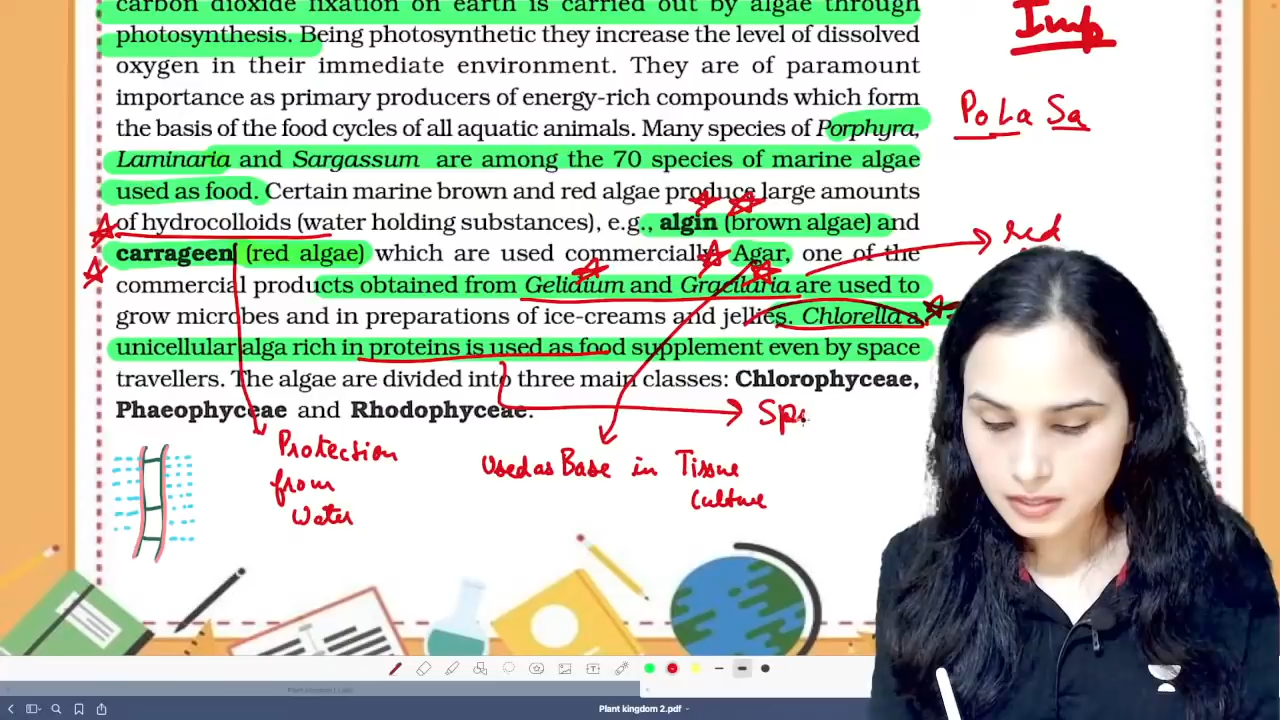 carbon dioxide fixation on earth is carried out by algae through
photosynthesis. Being photosynthetic they increase the level of dissolved
oxygen in their immediate environment. They are of paramount
importance as primary producers of energy-rich compounds which form
the basis of the food cycles of all aquatic animals. Many species of Porphyra,
Laminaria and Sargassum are among the 70 species of marine algae
used as food. Certain marine brown and red algae produce large amounts
of hydrocolloids (water holding substances), e.g., algin (brown algae) and
carrageen (red algae) which are used commercially. Agar, one of the
commercial products obtained from Gelidium and Gracilaria are used to
grow microbes and in preparations of ice-creams and jellies. Chlorella a
unicellular alga rich in proteins is used as food supplement even by space
travellers. The algae are divided into three main classes: Chlorophyceae,
Phaeophyceae and Rhodophyceae.
Imp
Po La Sa
red
Sp
Protection
from
Water
Used as Base in Tissue
Culture
Plant kingdom 2.pdf